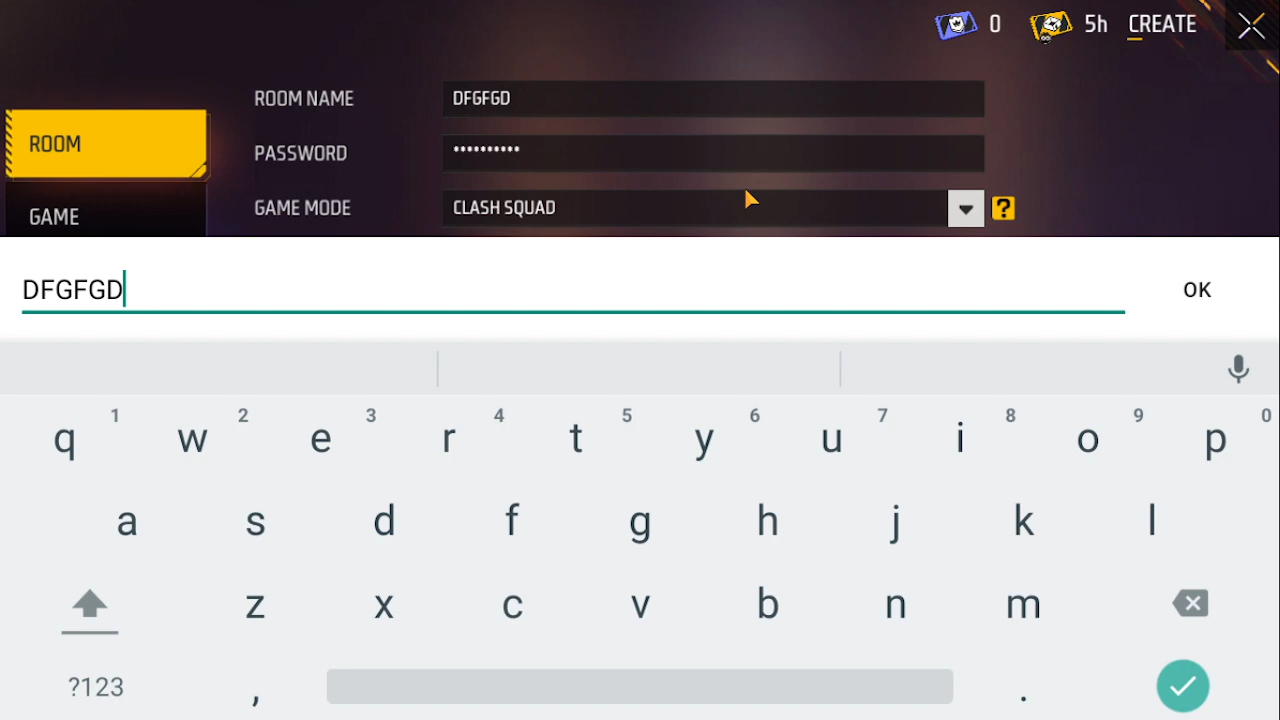 0 5h CREATE
ROOM NAME DFGFGD
ROOM
PASSWORD **********
GAME MODE CLASH SQUAD ?
GAME
DFGFGD OK
1 2 3 4 5 6 7 8 9 0
q w e r t y u i o p
a s d f g h j k l
z x c v b n m
?123 , .